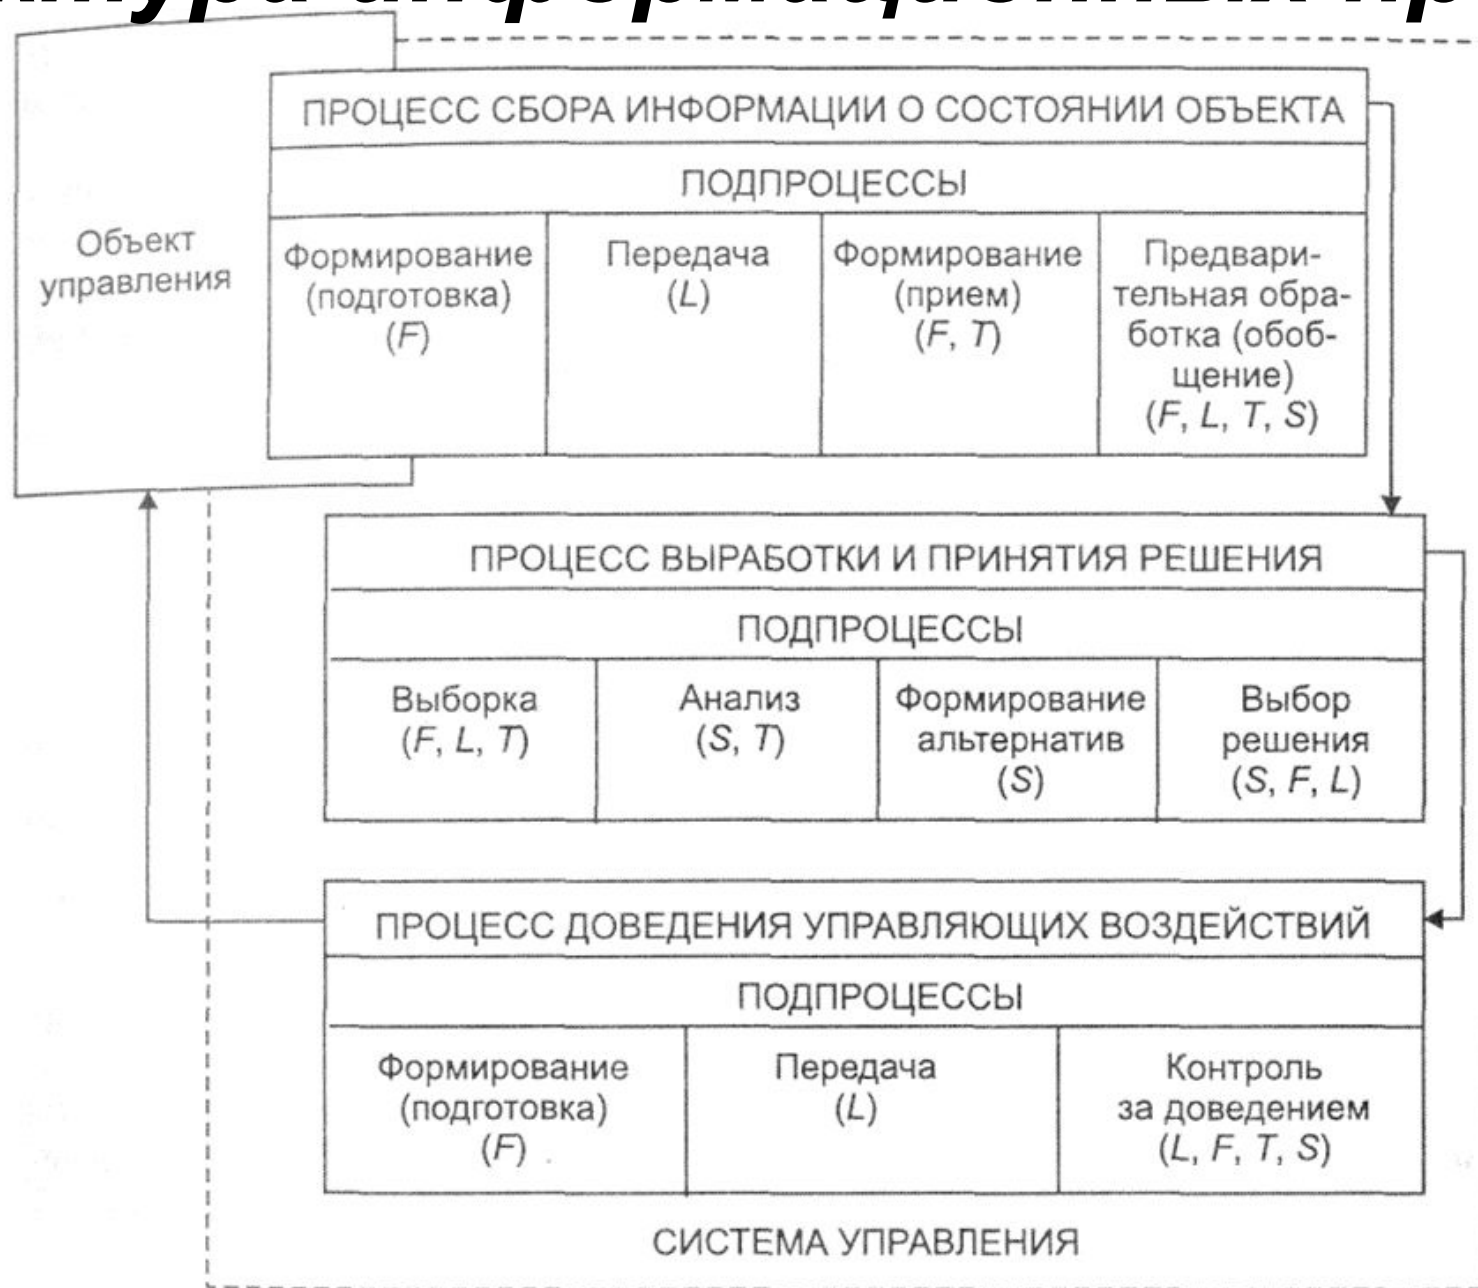 информационных пр
Объект
управления
ПРОЦЕСС СБОРА ИНФОРМАЦИИ О СОСТОЯНИИ ОБЪЕКТА
ПОДПРОЦЕССЫ
Формирование
(подготовка)
(F)
Передача
(L)
Формирование
(прием)
(F, T)
Предвари-
тельная обра-
ботка (обоб-
щение)
(F, L, T, S)
ПРОЦЕСС ВЫРАБОТКИ И ПРИНЯТИЯ РЕШЕНИЯ
ПОДПРОЦЕССЫ
Выборка
(F, L, T)
Анализ
(S, T)
Формирование
альтернатив
(S)
Выбор
решения
(S, F, L)
ПРОЦЕСС ДОВЕДЕНИЯ УПРАВЛЯЮЩИХ ВОЗДЕЙСТВИЙ
ПОДПРОЦЕССЫ
Формирование
(подготовка)
(F)
Передача
(L)
Контроль
за доведением
(L, F, T, S)
СИСТЕМА УПРАВЛЕНИЯ